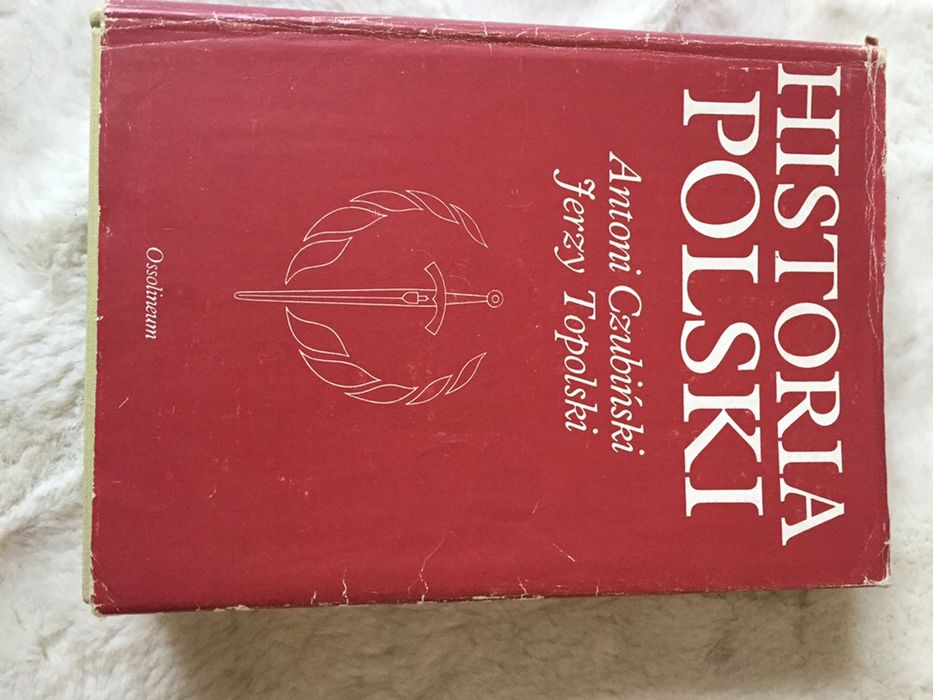 HISTORIA
POLSKI
Antoni Czubiński
Jerzy Topolski
Ossolineum